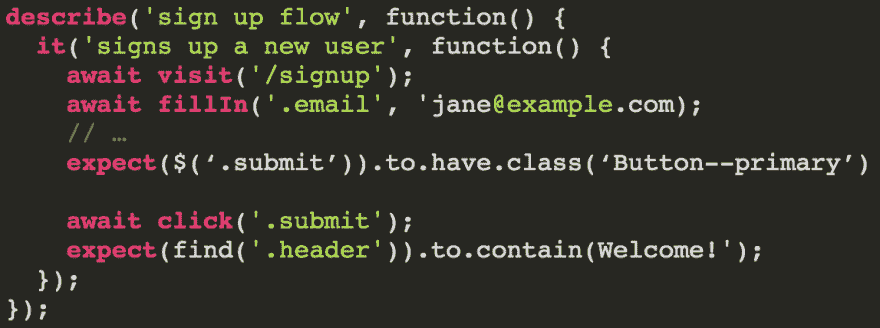 describe('sign up flow', function() {
it('signs up a new user', function() {
await visit('/signup');
await fillIn('.email', 'jane@example.com);
// …
expect($(‘.submit’)).to.have.class(‘Button--primary’)
await click('.submit');
expect(find('.header')).to.contain(Welcome!');
});
});